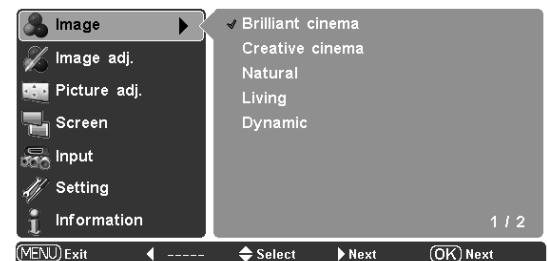 Image
Image adj.
Picture adj.
Screen
Input
Setting
Information
Brilliant cinema
Creative cinema
Natural
Living
Dynamic
1 / 2
MENU Exit ----- Select Next OK Next